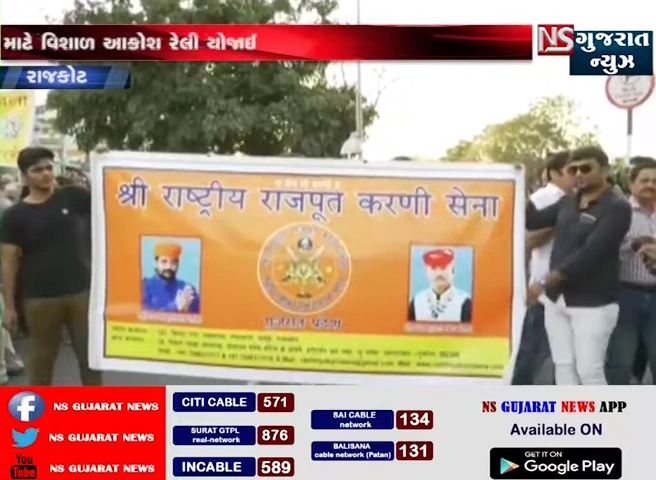 માટે વિશાળ આક્રોશ રેલી યોજાઈ
NS ગુજરાત
ન્યુઝ
રાજકોટ
श्री राष्ट्रीय राजपूत करणी सेना
NS GUJARAT NEWS
NS GUJARAT NEWS
You Tube NS GUJARAT NEWS
CITI CABLE 571
SURAT GTPL real-network 876
INCABLE 589
SAI CABLE network 134
BALISANA cable network (Patan) 131
NS GUJARAT NEWS APP
Available ON
GET IT ON
Google Play